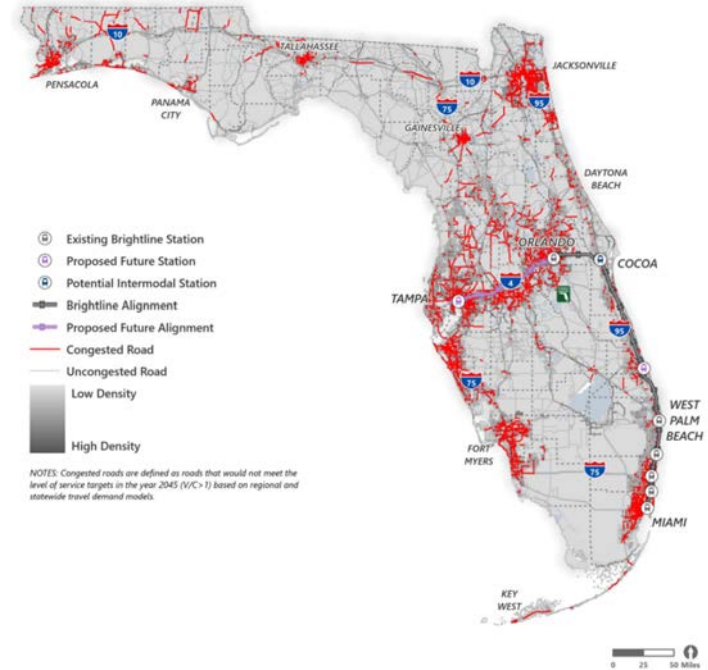 10
TALLAHASSEE
PENSACOLA
PANAMA
CITY
10
JACKSONVILLE
75
95
GAINESVILLE
DAYTONA
BEACH
ORLANDO
COCOA
4
TAMPA
95
75
WEST
PALM
BEACH
FORT
MYERS
75
MIAMI
KEY
WEST
Existing Brightline Station
Proposed Future Station
Potential Intermodal Station
Brightline Alignment
Proposed Future Alignment
Congested Road
Uncongested Road
Low Density
High Density
NOTES: Congested roads are defined as roads that would not meet the
level of service targets in the year 2045 (V/C>1) based on regional and
statewide travel demand models.
0 25 50 Miles